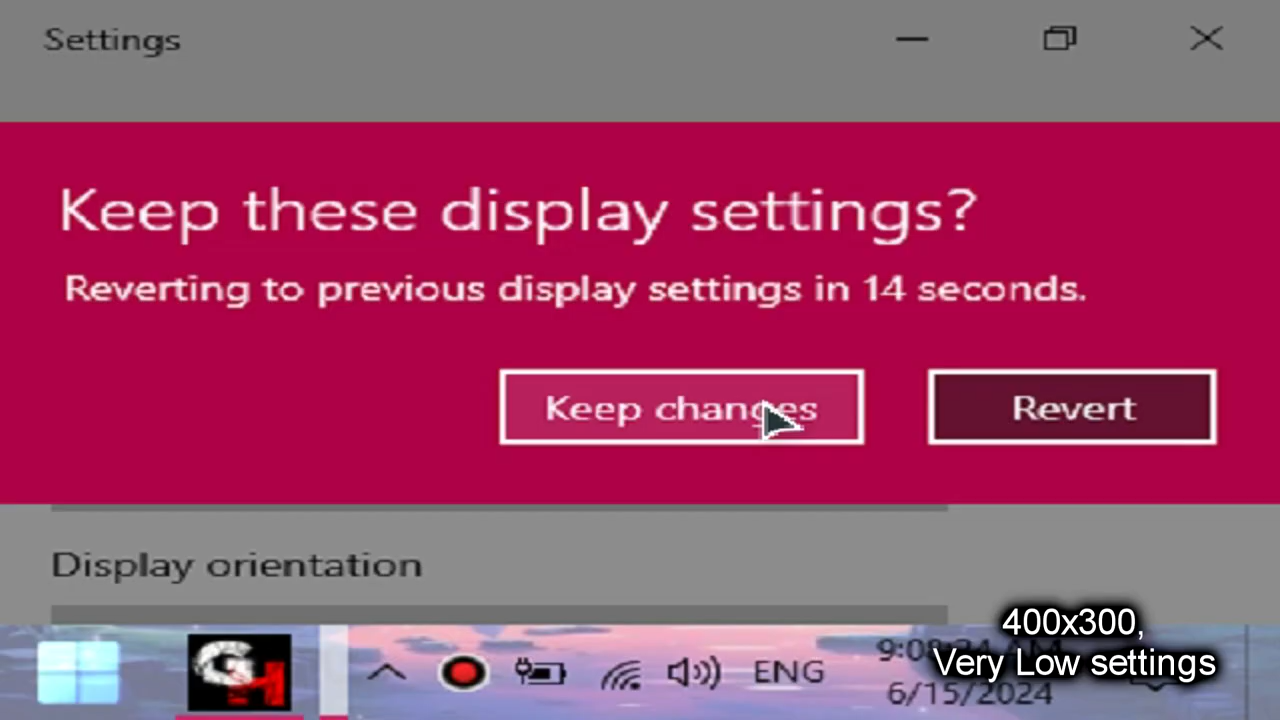 Settings
Keep these display settings?
Reverting to previous display settings in 14 seconds.
Keep changes
Revert
Display orientation
GH
ENG
6/15/2024
400x300,
Very Low settings